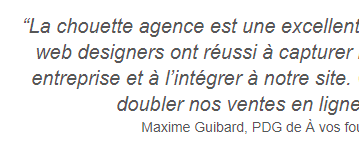 “La chouette agence est une excellent
web designers ont réussi à capturer
entreprise et à l’intégrer à notre site.
doubler nos ventes en ligne
Maxime Guibard, PDG de À vos fou